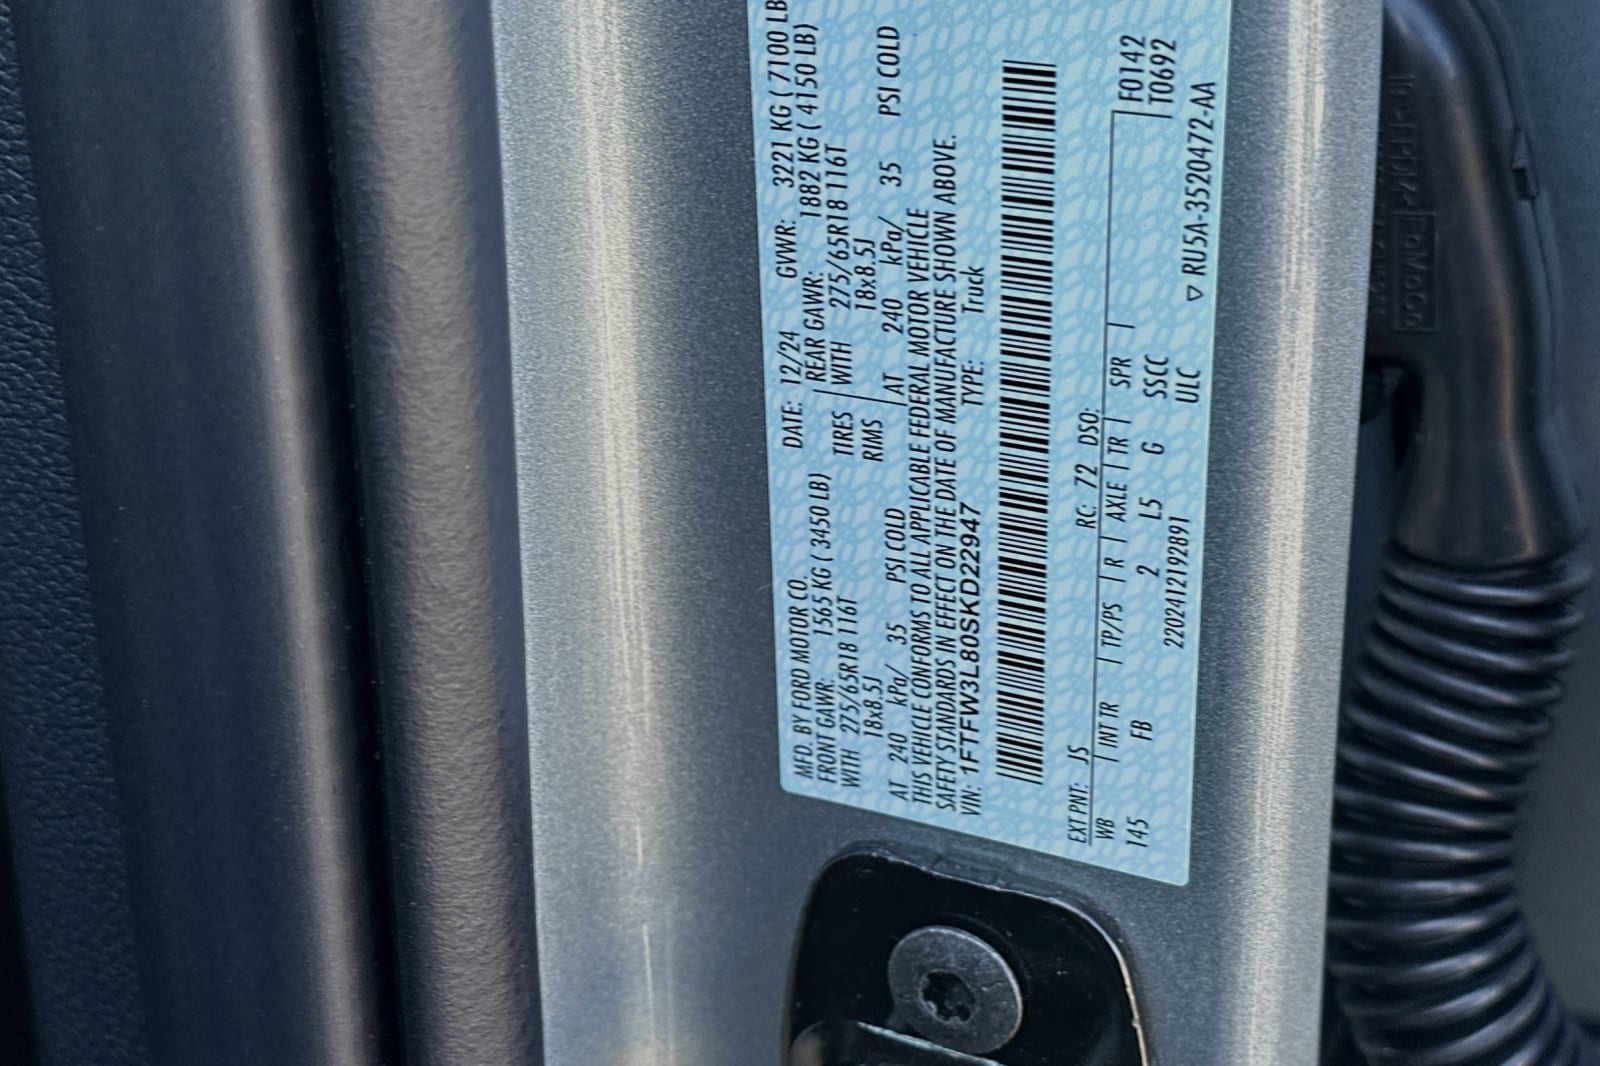 MFD. BY FORD MOTOR CO. DATE: 12/24 GVWR: 3221 KG ( 7100 LB
FRONT GAWR: 1565 KG ( 3450 LB) REAR GAWR: 1882 KG ( 4150 LB)
WITH 275/65R18 116T TIRES WITH 275/65R18 116T
18x8.5J RIMS 18x8.5J
AT 240 kPa/ 35 PSI COLD AT 240 kPa/ 35 PSI COLD
THIS VEHICLE CONFORMS TO ALL APPLICABLE FEDERAL MOTOR VEHICLE
SAFETY STANDARDS IN EFFECT ON THE DATE OF MANUFACTURE SHOWN ABOVE.
VIN: 1FTFW3L80SKD22947 TYPE: Truck
EXT PNT: JS RC: 72 DSO:
WB | INT TR | TP/PS | R | AXLE | TR | SPR | F0142
145 FB 2 L5 G SSCC T0692
2202412192891 ULC ▽ RU5A-3520472-AA
FoMoCo